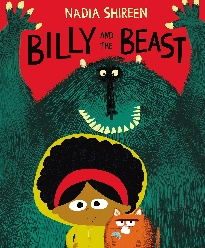 NADIA SHIREEN
BILLY AND THE BEAST